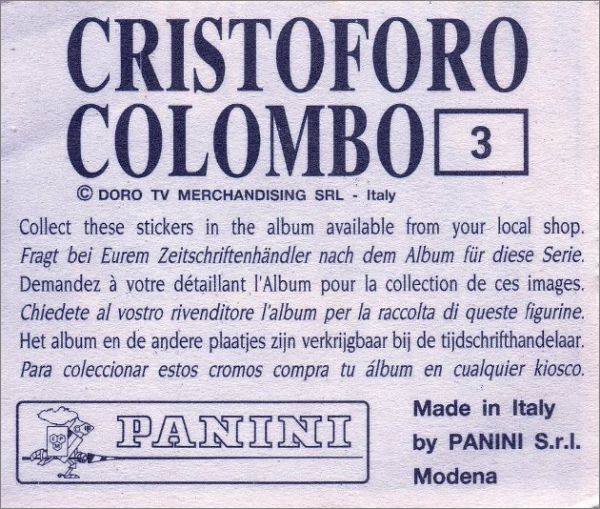 CRISTOFORO
COLOMBO 3
© DORO TV MERCHANDISING SRL - Italy
Collect these stickers in the album available from your local shop.
Fragt bei Eurem Zeitschriftenhändler nach dem Album für diese Serie.
Demandez à votre détaillant l'Album pour la collection de ces images.
Chiedete al vostro rivenditore l'album per la raccolta di queste figurine.
Het album en de andere plaatjes zijn verkrijgbaar bij de tijdschrifthandelaar.
Para coleccionar estos cromos compra tu álbum en cualquier kiosco.
PANINI
Made in Italy
by PANINI S.r.l.
Modena